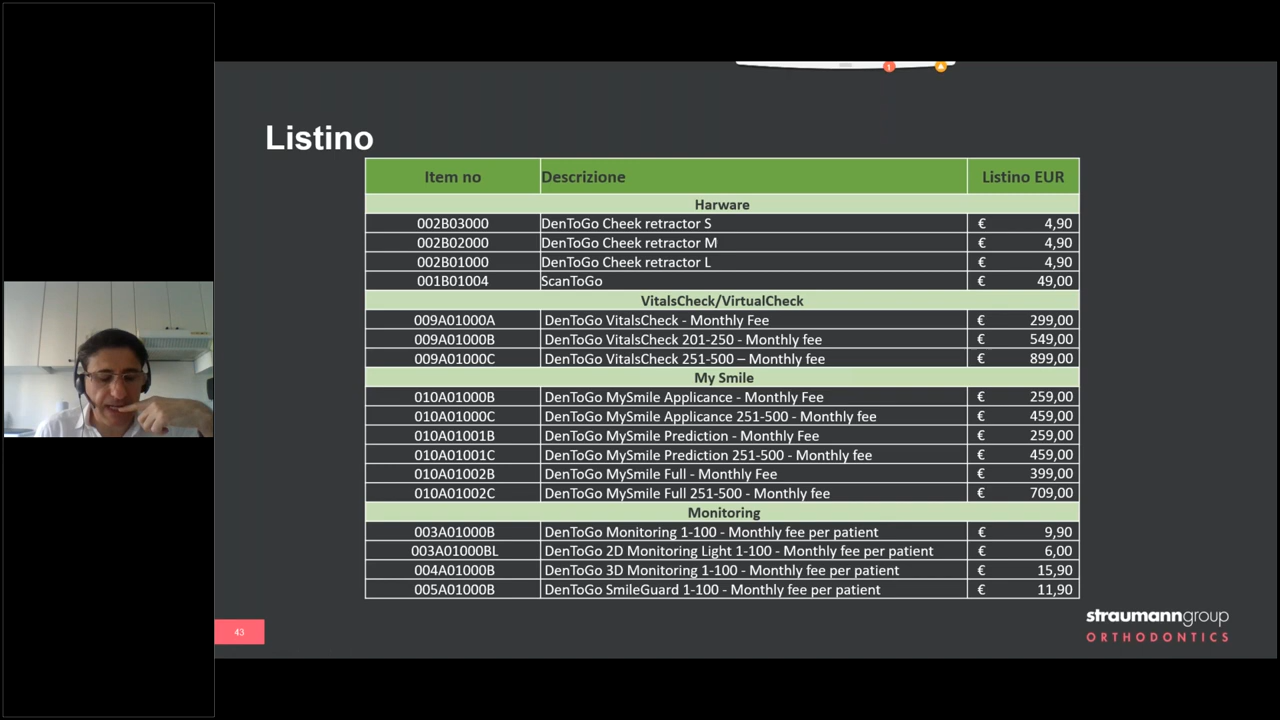 1
Listino
Item no Descrizione Listino EUR
Harware
002B03000 DenToGo Cheek retractor S € 4,90
002B02000 DenToGo Cheek retractor M € 4,90
002B01000 DenToGo Cheek retractor L € 4,90
001B01004 ScanToGo € 49,00
VitalsCheck/VirtualCheck
009A01000A DenToGo VitalsCheck - Monthly Fee € 299,00
009A01000B DenToGo VitalsCheck 201-250 - Monthly fee € 549,00
009A01000C DenToGo VitalsCheck 251-500 – Monthly fee € 899,00
My Smile
010A01000B DenToGo MySmile Applicance - Monthly Fee € 259,00
010A01000C DenToGo MySmile Applicance 251-500 - Monthly fee € 459,00
010A01001B DenToGo MySmile Prediction - Monthly Fee € 259,00
010A01001C DenToGo MySmile Prediction 251-500 - Monthly fee € 459,00
010A01002B DenToGo MySmile Full - Monthly Fee € 399,00
010A01002C DenToGo MySmile Full 251-500 - Monthly fee € 709,00
Monitoring
003A01000B DenToGo Monitoring 1-100 - Monthly fee per patient € 9,90
003A01000BL DenToGo 2D Monitoring Light 1-100 - Monthly fee per patient € 6,00
004A01000B DenToGo 3D Monitoring 1-100 - Monthly fee per patient € 15,90
005A01000B DenToGo SmileGuard 1-100 - Monthly fee per patient € 11,90
43
straumanngroup
ORTHODONTICS